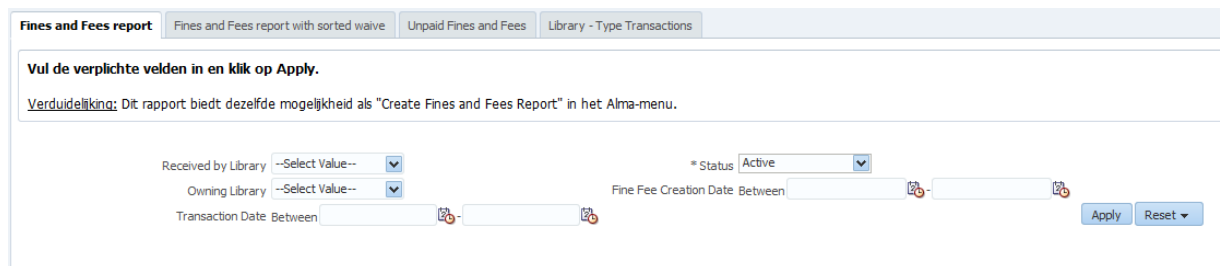 Fines and Fees report Fines and Fees report with sorted waive Unpaid Fines and Fees Library - Type Transactions
Vul de verplichte velden in en klik op Apply.
Verduidelijking: Dit rapport biedt dezelfde mogelijkheid als "Create Fines and Fees Report" in het Alma-menu.
Received by Library --Select Value-- * Status Active
Owning Library --Select Value-- Fine Fee Creation Date Between -
Transaction Date Between - Apply Reset